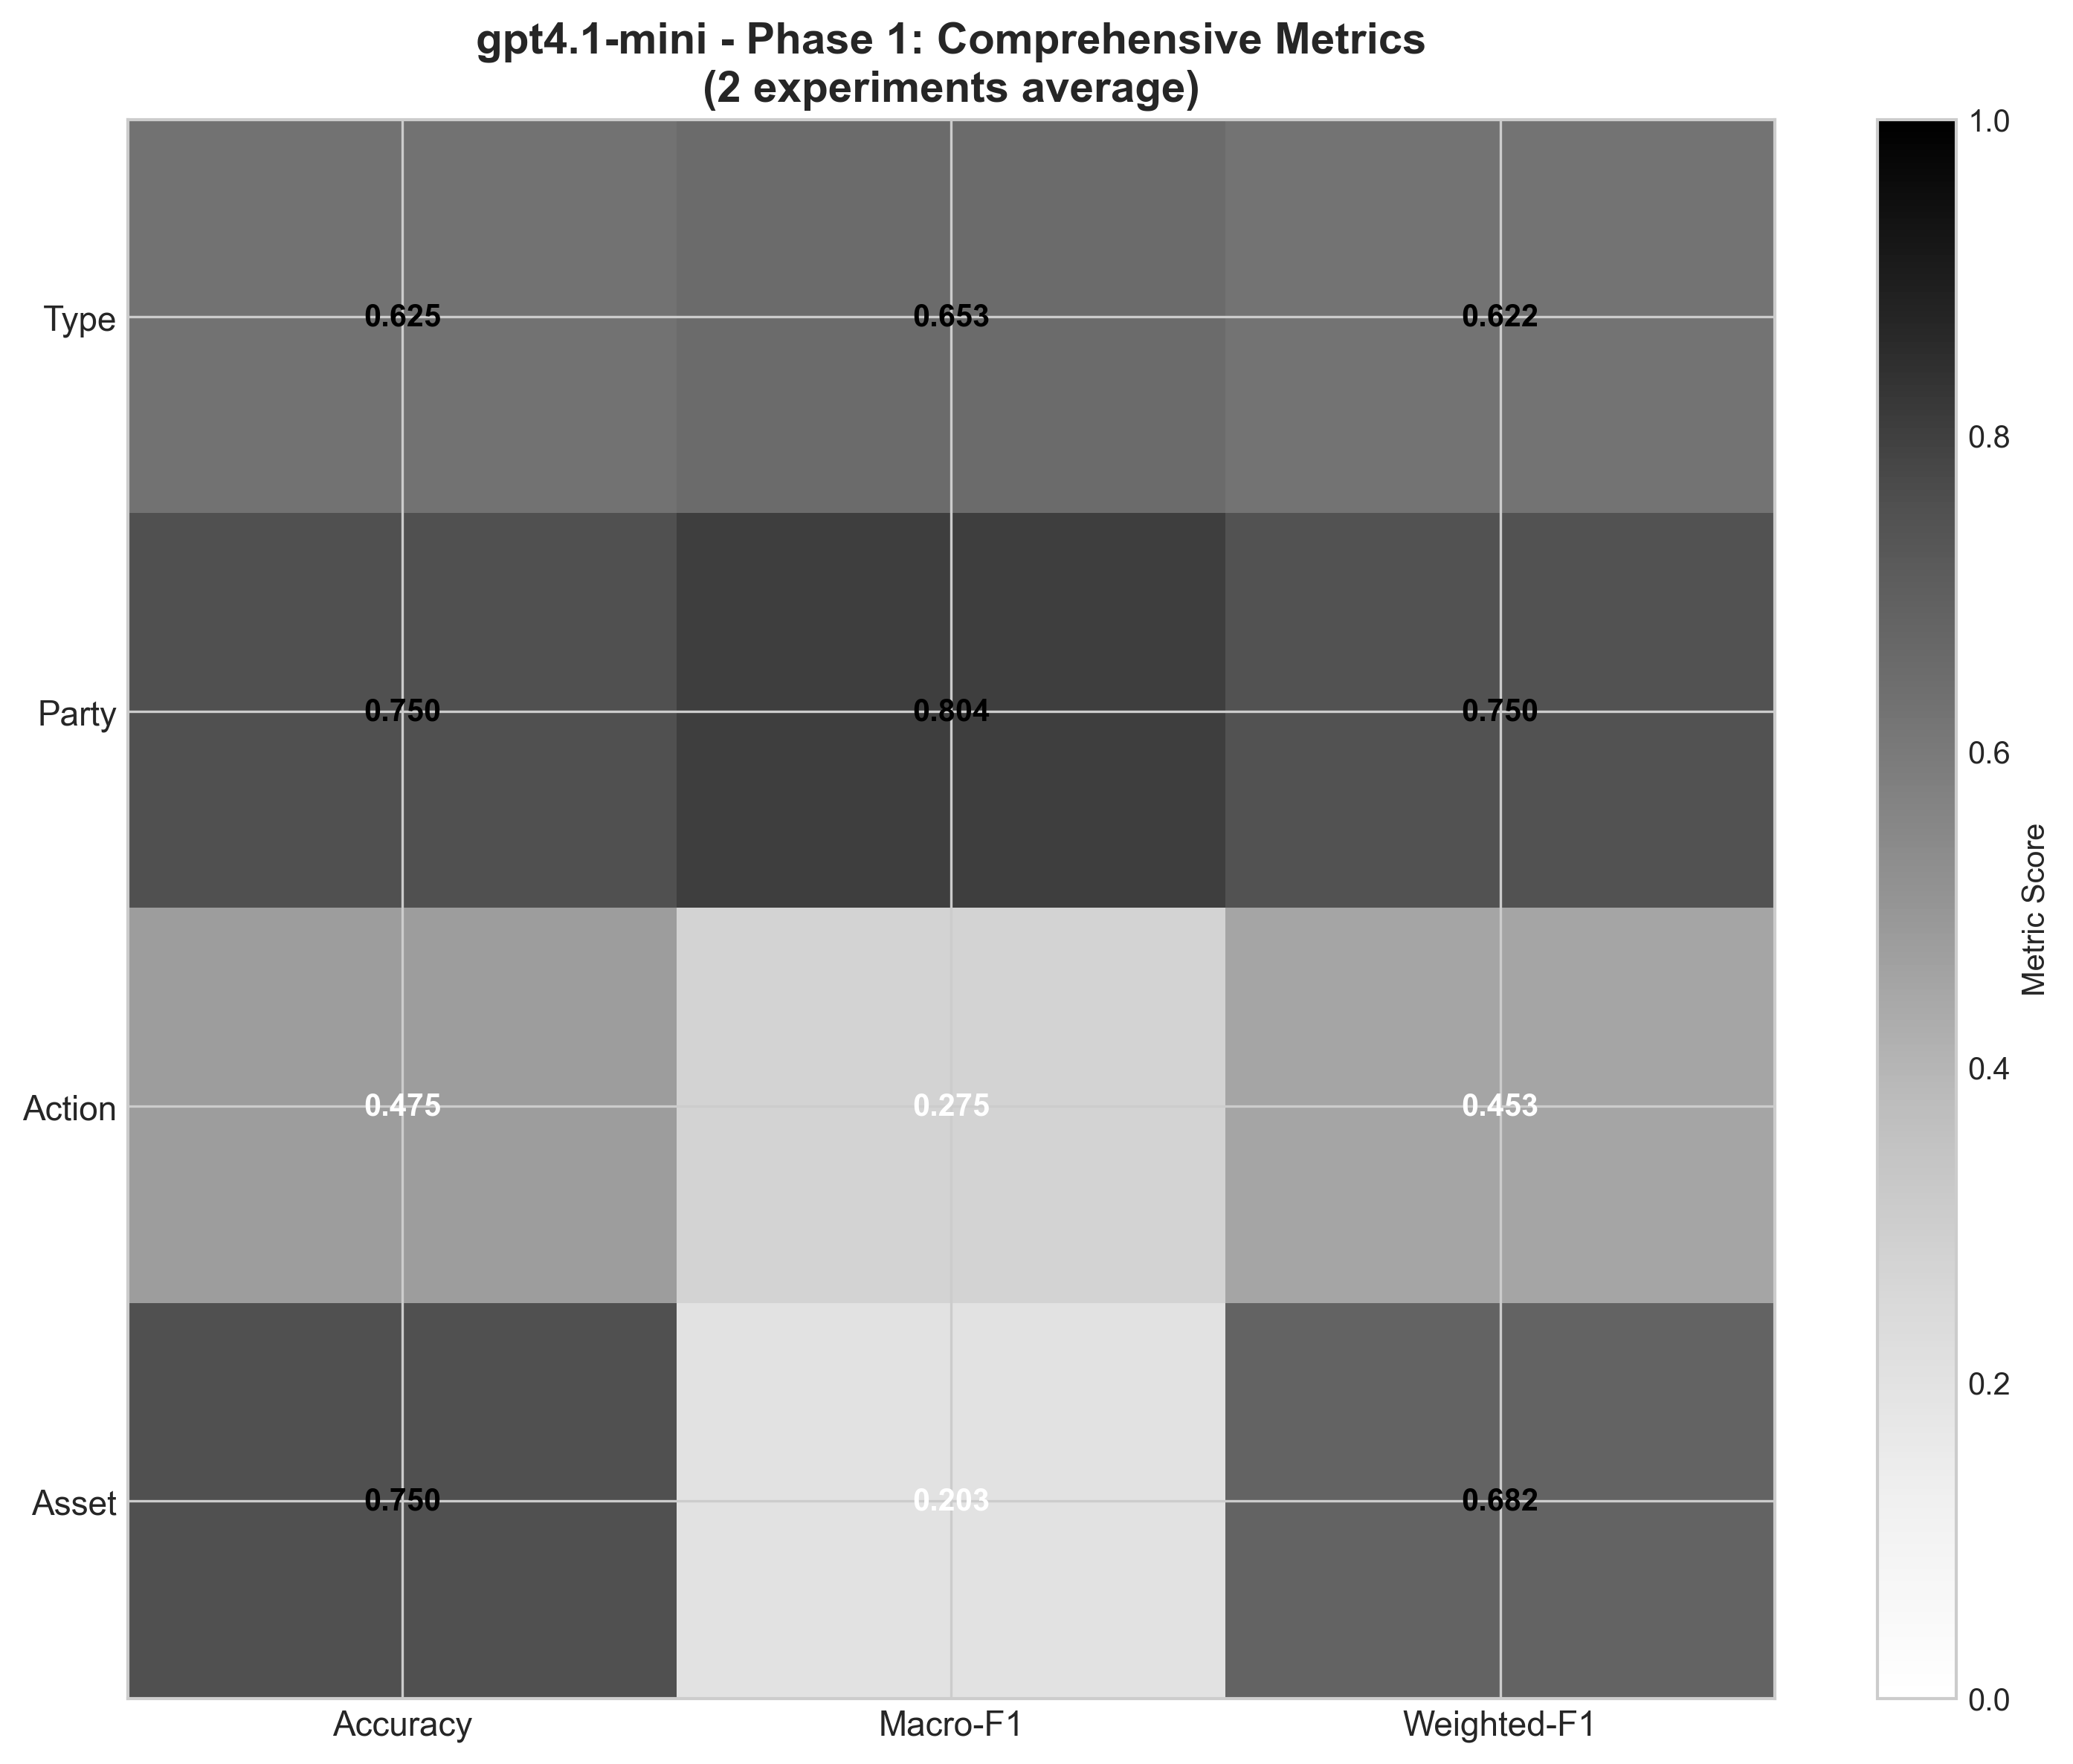 gpt4.1-mini - Phase 1: Comprehensive Metrics
(2 experiments average)
1.0
0.8
0.6
0.4
0.2
0.0
Metric Score
Type
0.625
0.653
0.622
Party
0.750
0.804
0.750
Action
0.475
0.275
0.453
Asset
0.750
0.203
0.682
Accuracy
Macro-F1
Weighted-F1